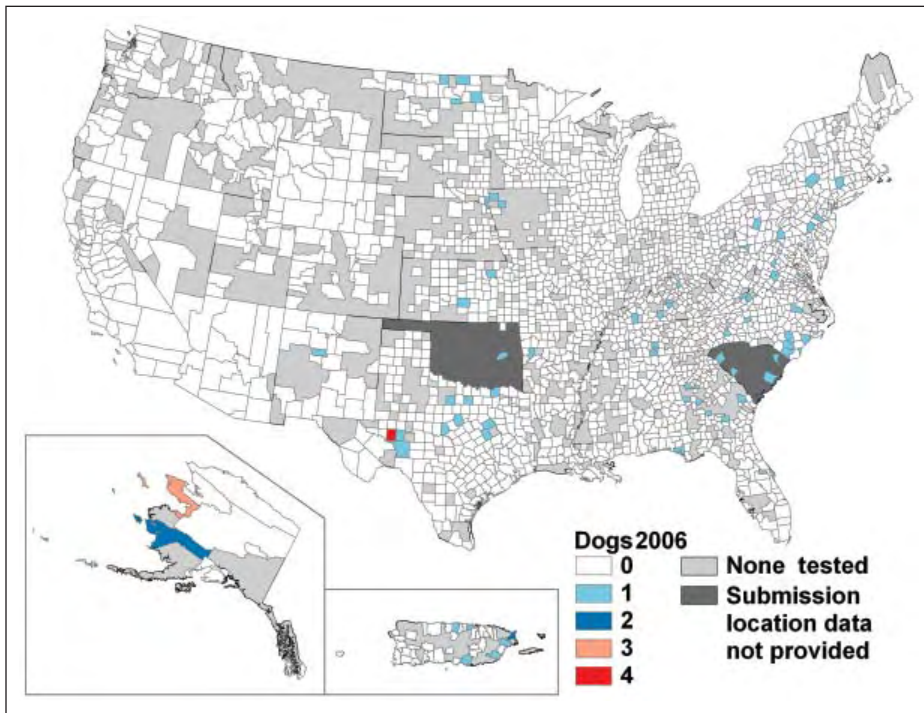 Dogs 2006
0
1
2
3
4
None tested
Submission
location data
not provided